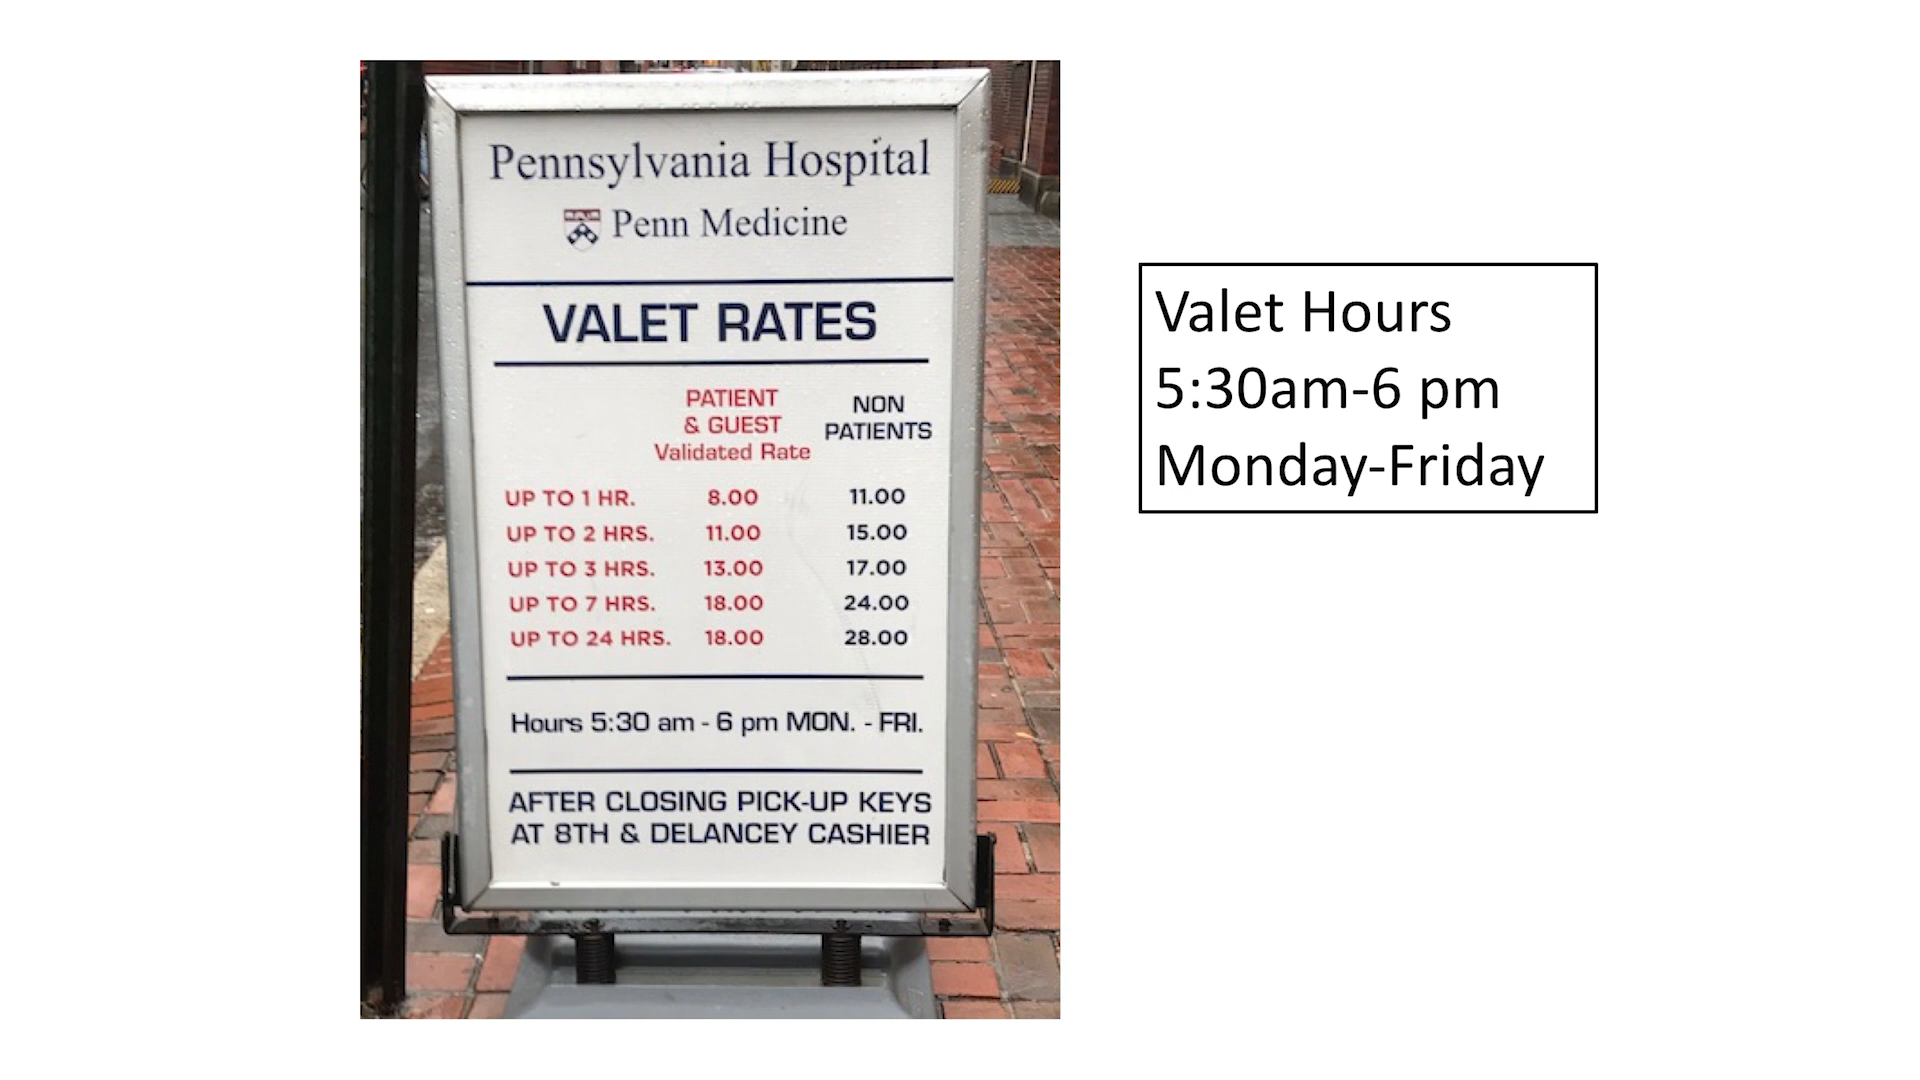 Pennsylvania Hospital
Penn Medicine
VALET RATES
PATIENT
& GUEST
Validated Rate
NON
PATIENTS
UP TO 1 HR. 8.00 11.00
UP TO 2 HRS. 11.00 15.00
UP TO 3 HRS. 13.00 17.00
UP TO 7 HRS. 18.00 24.00
UP TO 24 HRS. 18.00 28.00
Hours 5:30 am - 6 pm MON. - FRI.
AFTER CLOSING PICK-UP KEYS
AT 8TH & DELANCEY CASHIER
Valet Hours
5:30am-6 pm
Monday-Friday